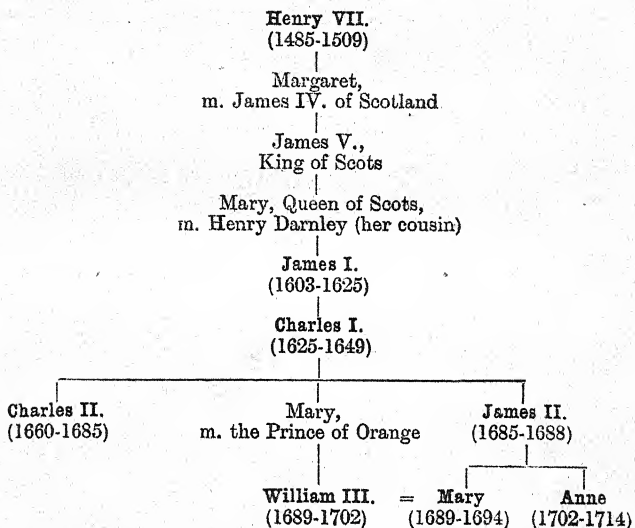 Henry VII.
(1485-1509)
Margaret,
m. James IV. of Scotland
James V.,
King of Scots
Mary, Queen of Scots,
m. Henry Darnley (her cousin)
James I.
(1603-1625)
Charles I.
(1625-1649)
Charles II. Mary, James II.
(1660-1685) m. the Prince of Orange (1685-1688)
William III. = Mary Anne
(1689-1702) (1689-1694) (1702-1714)